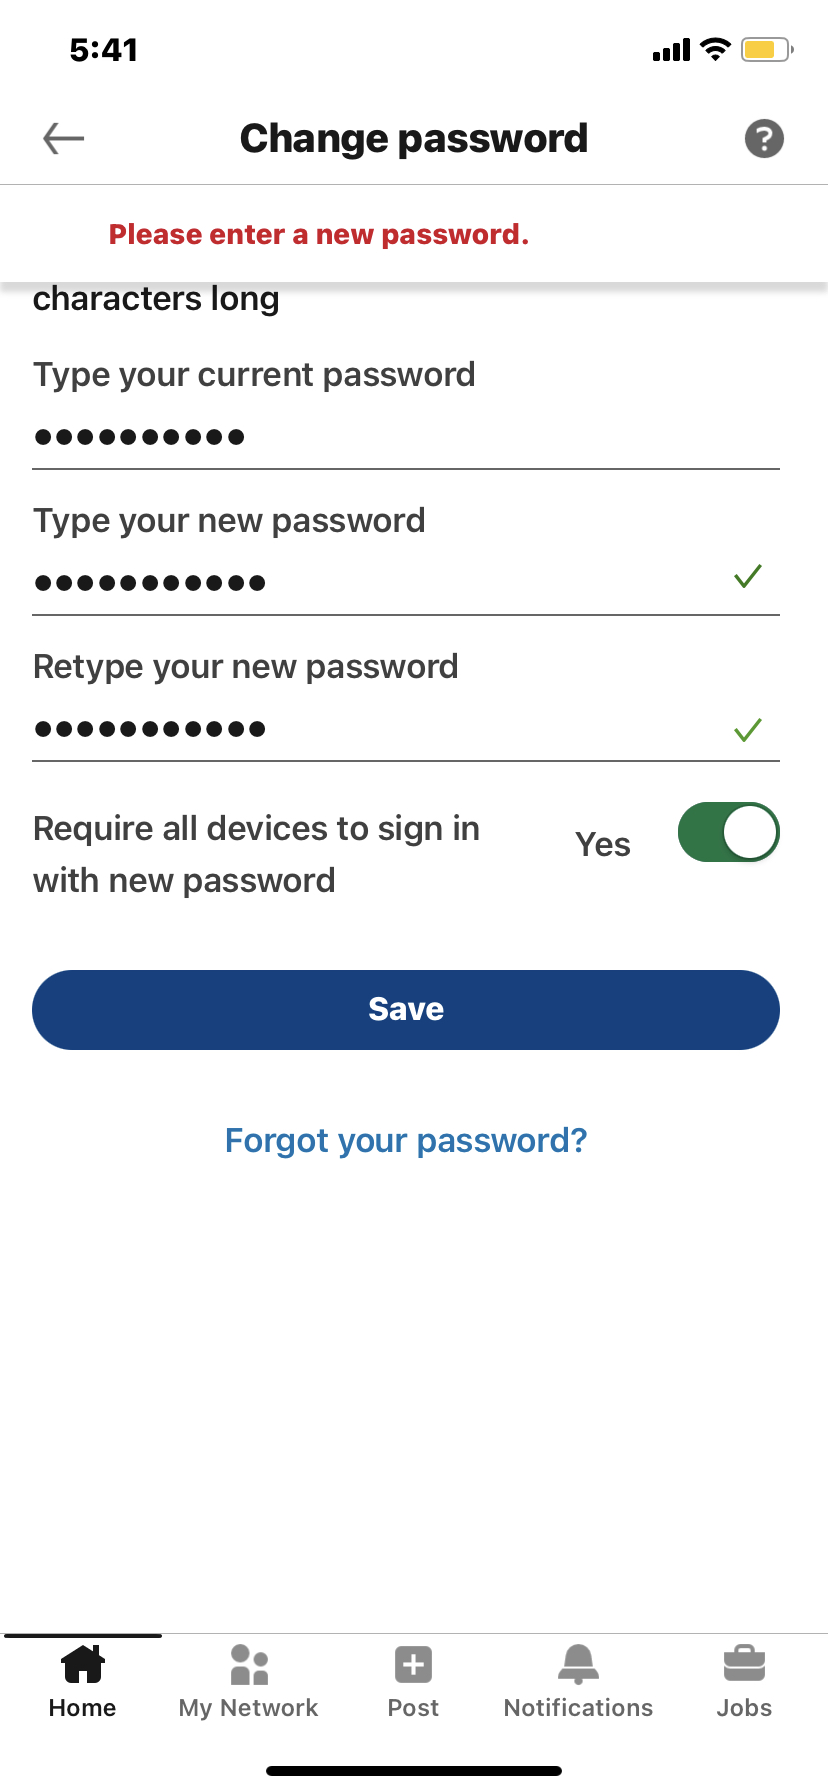 5:41
Change password
Please enter a new password.
characters long
Type your current password
●●●●●●●●●●
Type your new password
●●●●●●●●●●●
Retype your new password
●●●●●●●●●●●
Require all devices to sign in
with new password
Yes
Save
Forgot your password?
Home
My Network
Post
Notifications
Jobs